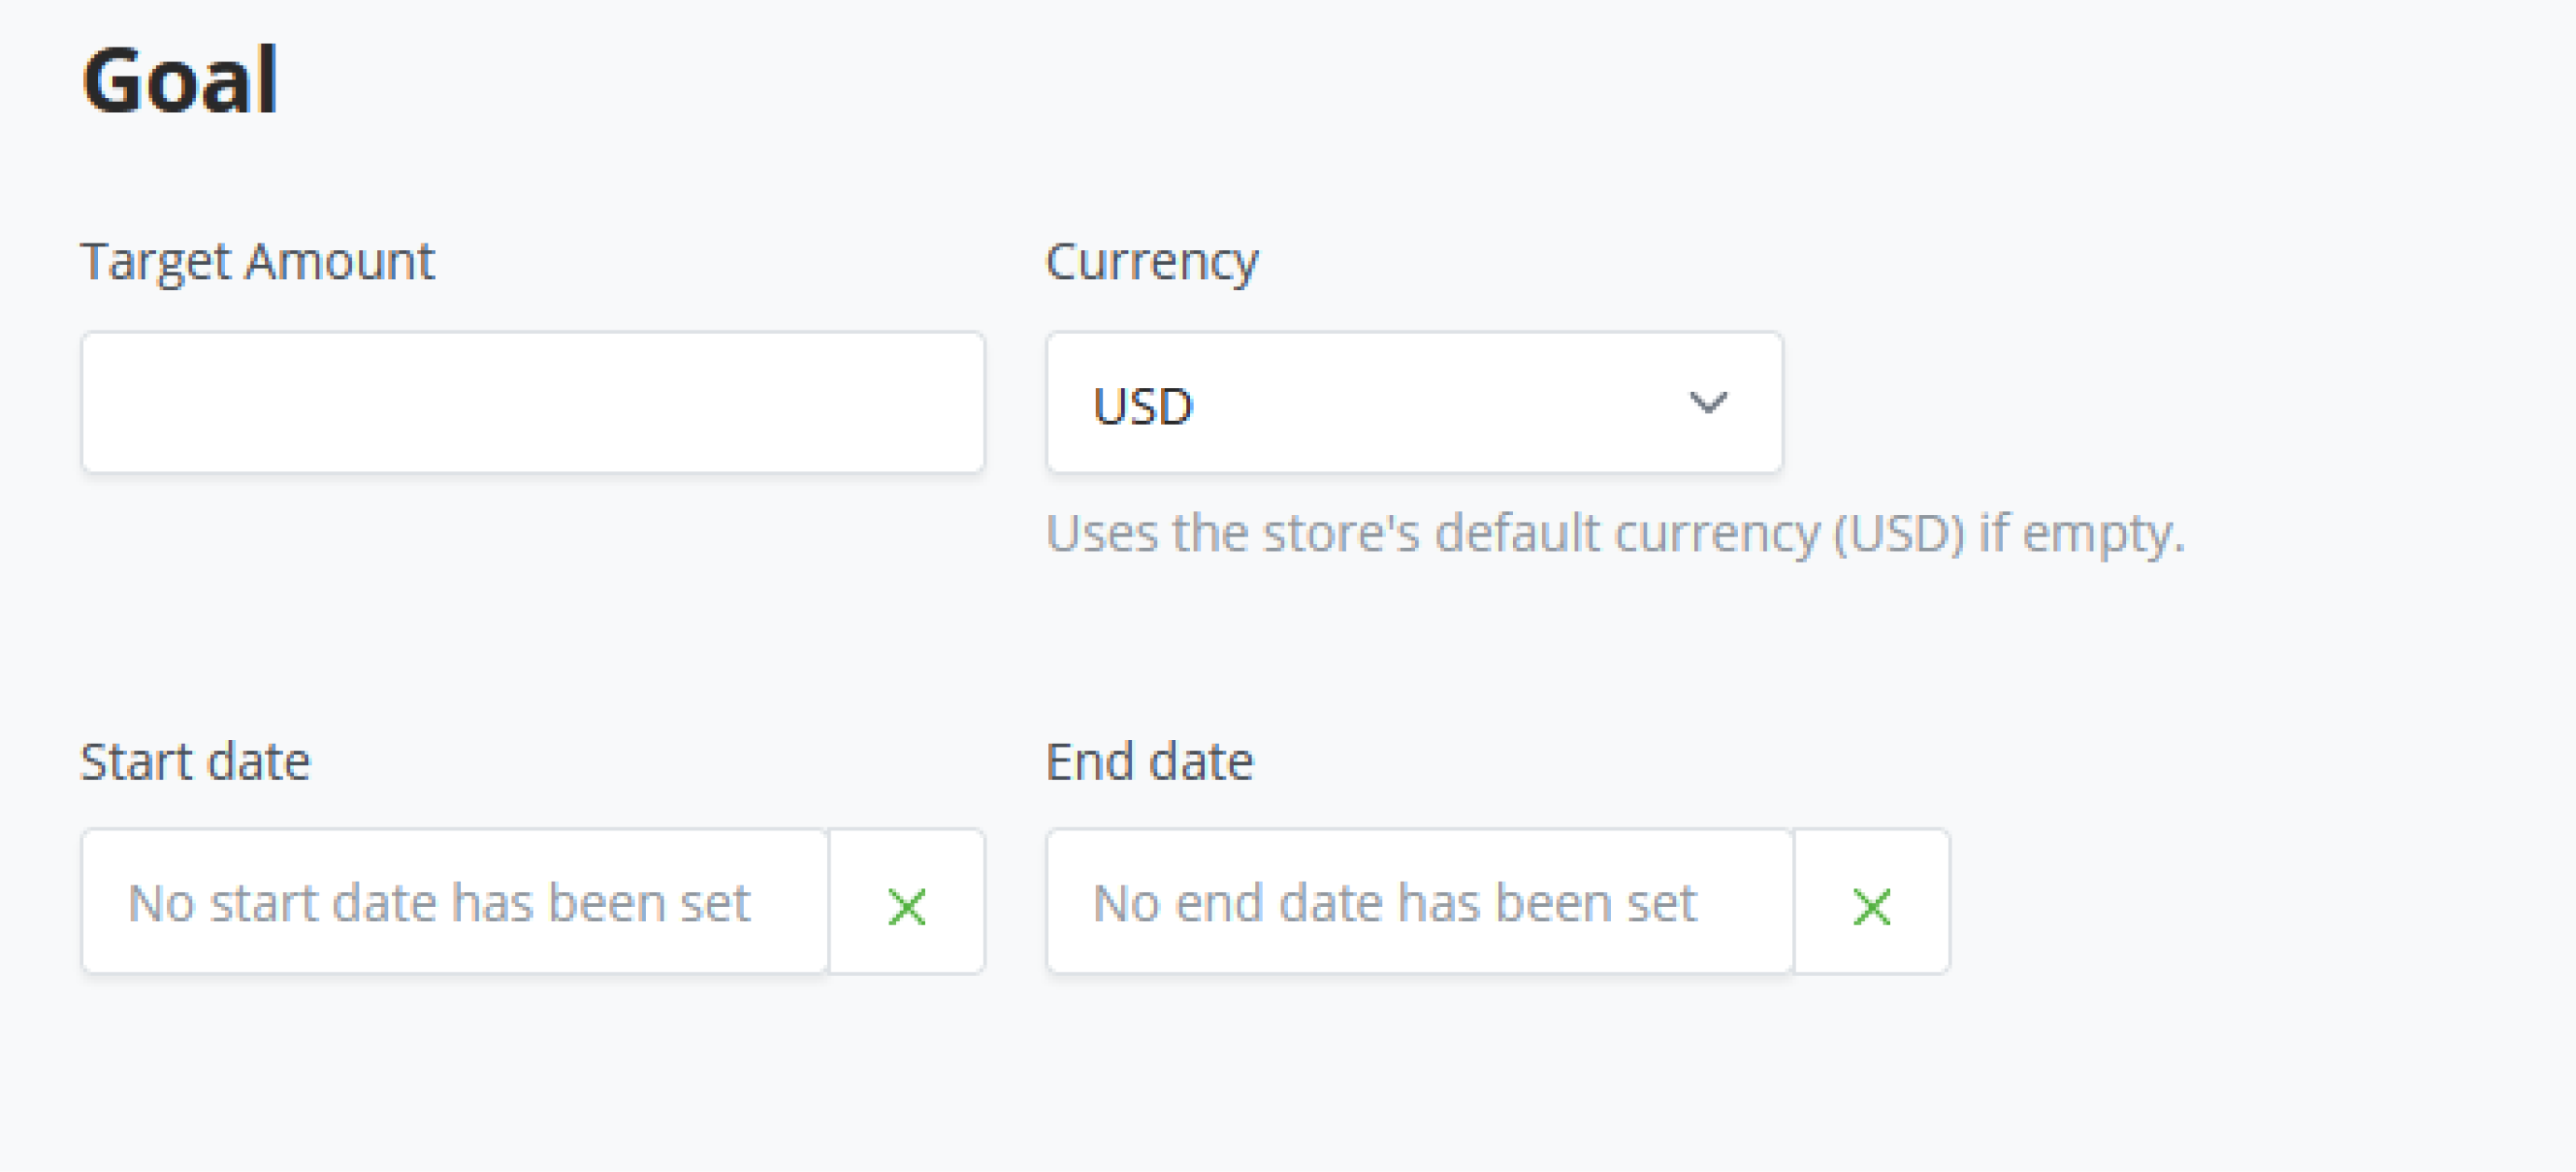 Goal
Target Amount
Currency
USD
Uses the store's default currency (USD) if empty.
Start date
End date
No start date has been set
No end date has been set